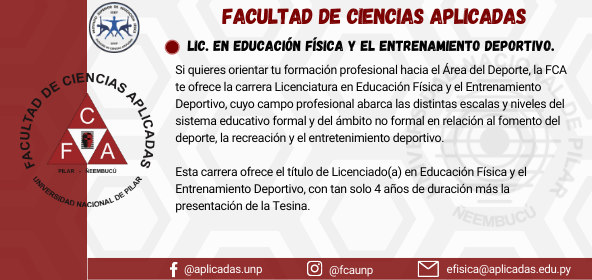 FACULTAD DE CIENCIAS APLICADAS
LIC. EN EDUCACIÓN FÍSICA Y EL ENTRENAMIENTO DEPORTIVO.
Si quieres orientar tu formación profesional hacia el Área del Deporte, la FCA
te ofrece la carrera Licenciatura en Educación Física y el Entrenamiento
Deportivo, cuyo campo profesional abarca las distintas escalas y niveles del
sistema educativo formal y del ámbito no formal en relación al fomento del
deporte, la recreación y el entretenimiento deportivo.
Esta carrera ofrece el título de Licenciado(a) en Educación Física y el
Entrenamiento Deportivo, con tan solo 4 años de duración más la
presentación de la Tesina.
FACULTAD DE CIENCIAS APLICADAS
C
F A
PILAR - ÑEEMBUCÚ
UNIVERSIDAD NACIONAL DE PILAR
@aplicadas.unp
@fcaunp
efisica@aplicadas.edu.py